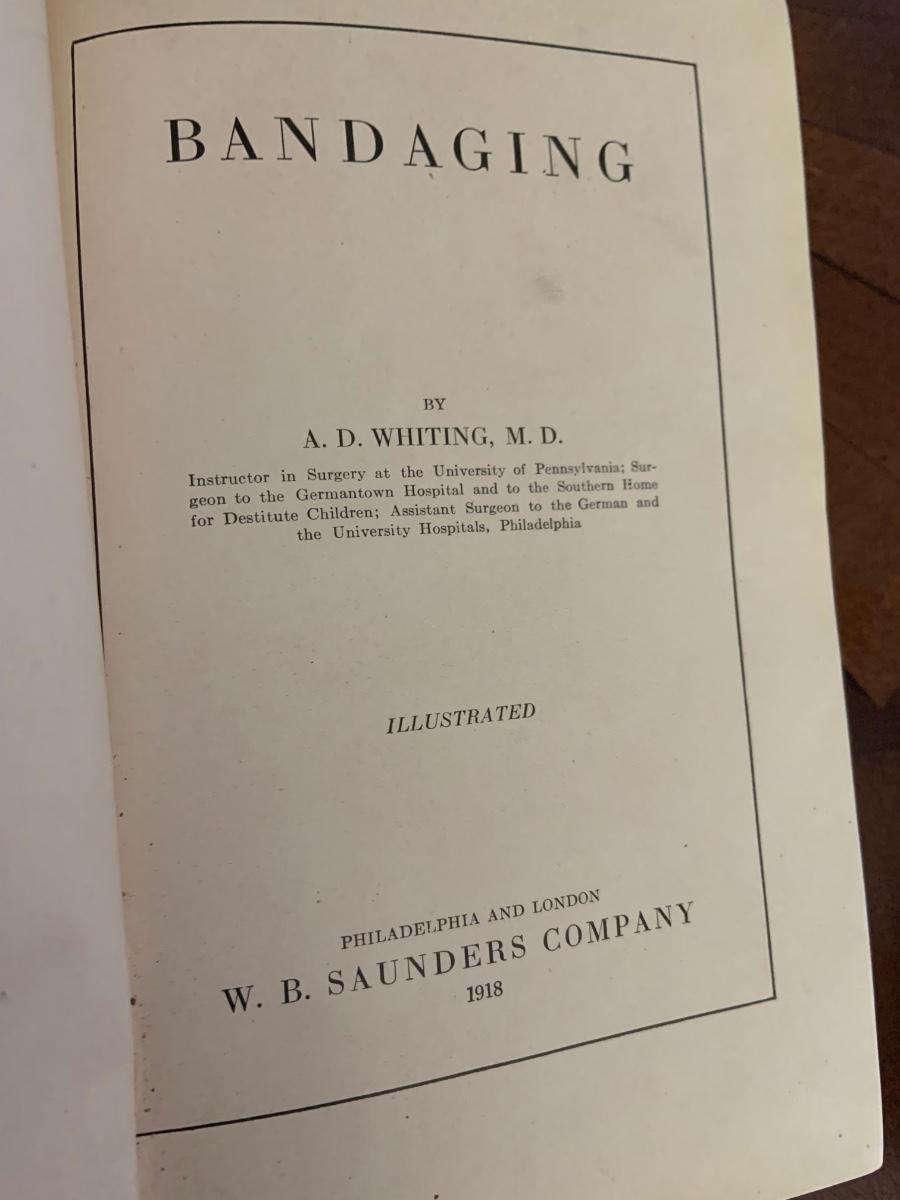 BANDAGING
BY
A. D. WHITING, M. D.
Instructor in Surgery at the University of Pennsylvania; Sur-
geon to the Germantown Hospital and to the Southern Home
for Destitute Children; Assistant Surgeon to the German and
the University Hospitals, Philadelphia
ILLUSTRATED
PHILADELPHIA AND LONDON
W. B. SAUNDERS COMPANY
1918